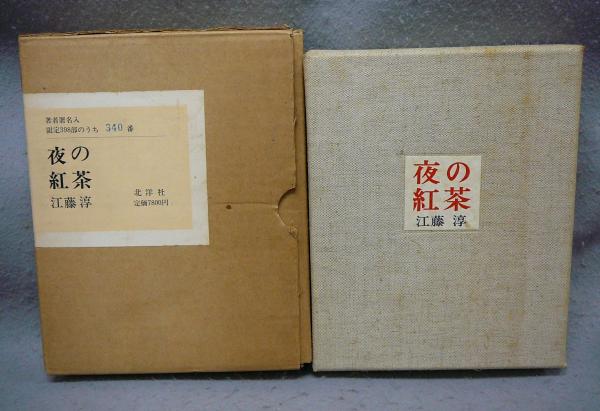 著者署名入
限定398部のうち 340 番
夜の
紅茶
江藤淳
北洋社
定価7800円
夜の
紅茶
江藤淳